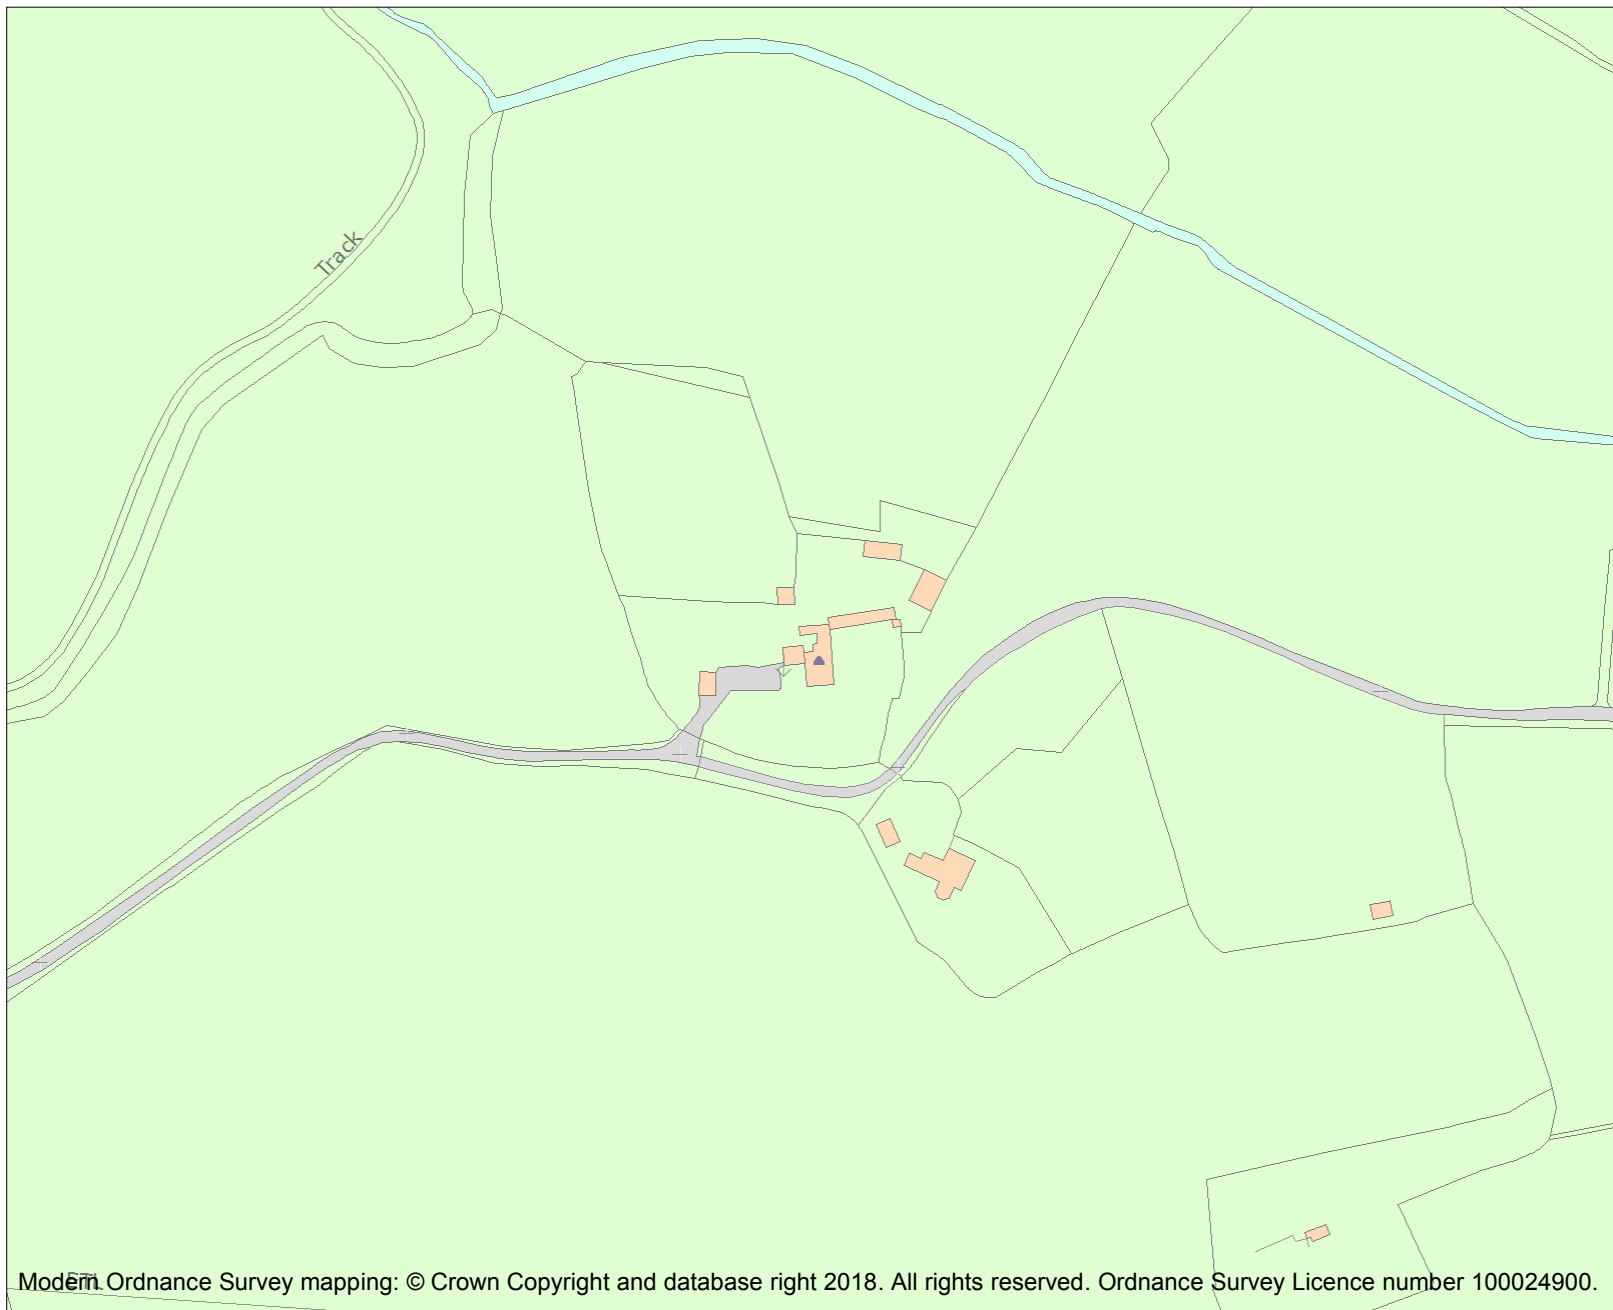 Track
ETL
Modern Ordnance Survey mapping: © Crown Copyright and database right 2018. All rights reserved. Ordnance Survey Licence number 100024900.